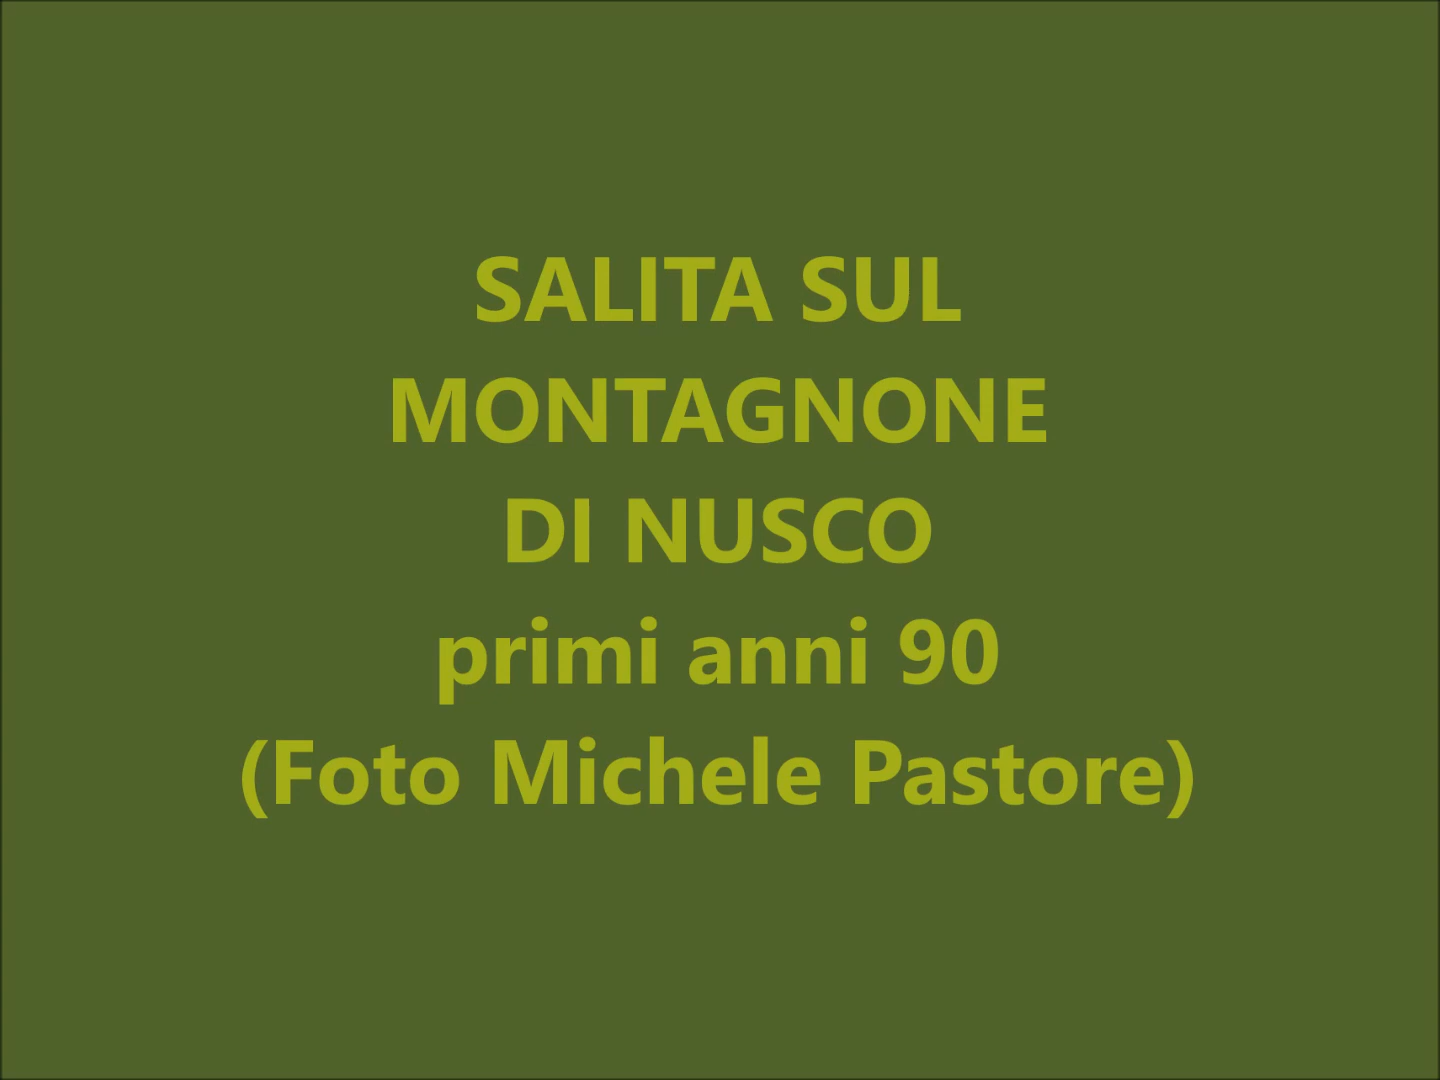 SALITA SUL
MONTAGNONE
DI NUSCO
primi anni 90
(Foto Michele Pastore)